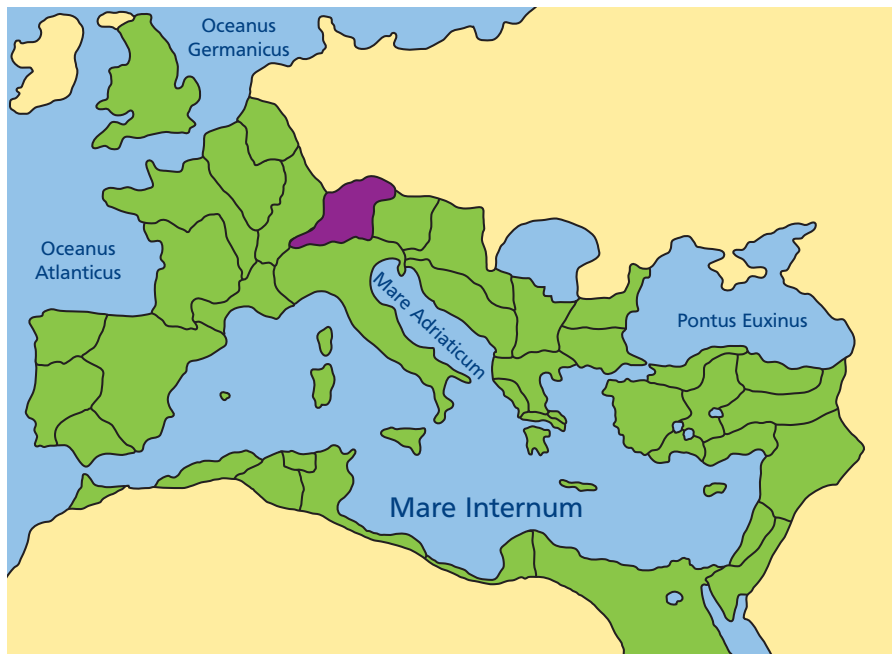 Oceanus
Germanicus
Oceanus
Atlanticus
Mare Adriaticum
Pontus Euxinus
Mare Internum